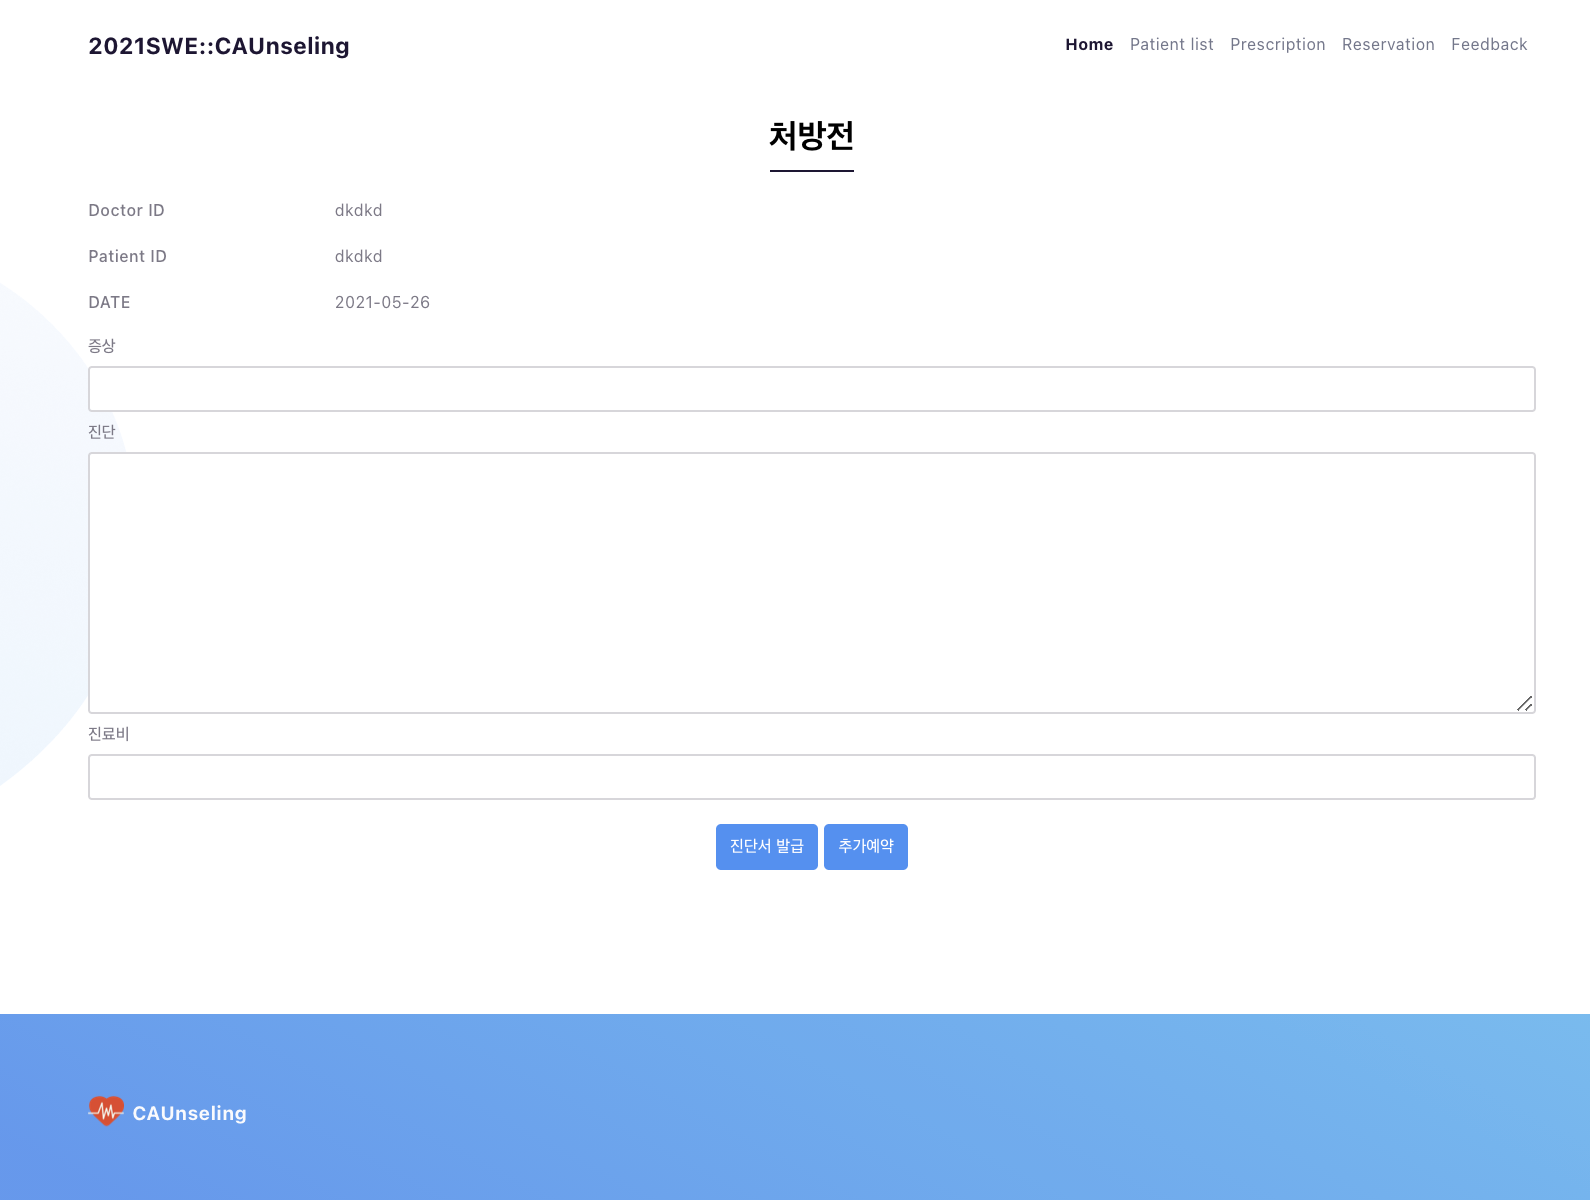 2021SWE::CAUnseling
Home Patient list Prescription Reservation Feedback
처방전
Doctor ID dkdkd
Patient ID dkdkd
DATE 2021-05-26
증상
진단
진료비
진단서 발급 추가예약
CAUnseling